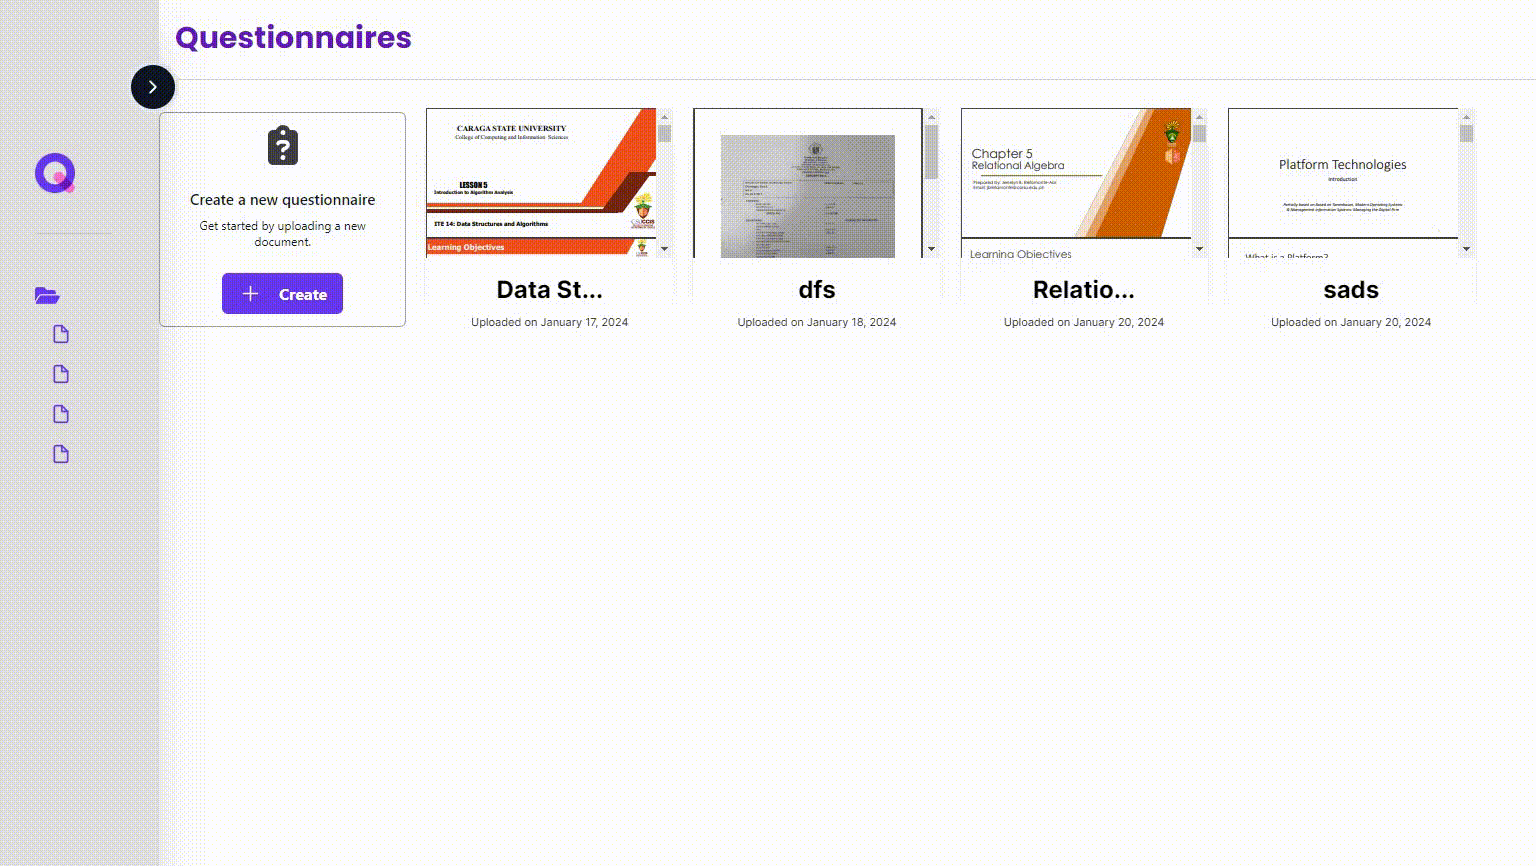 Questionnaires
Create a new questionnaire
Get started by uploading a new
document.
Create
CARAGA STATE UNIVERSITY
College of Computing and Information Sciences
LESSON 5
Introduction to Algorithm Analysis
ITE 14: Data Structures and Algorithms
Learning Objectives
Data St...
Uploaded on January 17, 2024
dfs
Uploaded on January 18, 2024
Chapter 5
Relational Algebra
Learning Objectives
Relatio...
Uploaded on January 20, 2024
Platform Technologies
Introduction
What is a Platform?
sads
Uploaded on January 20, 2024